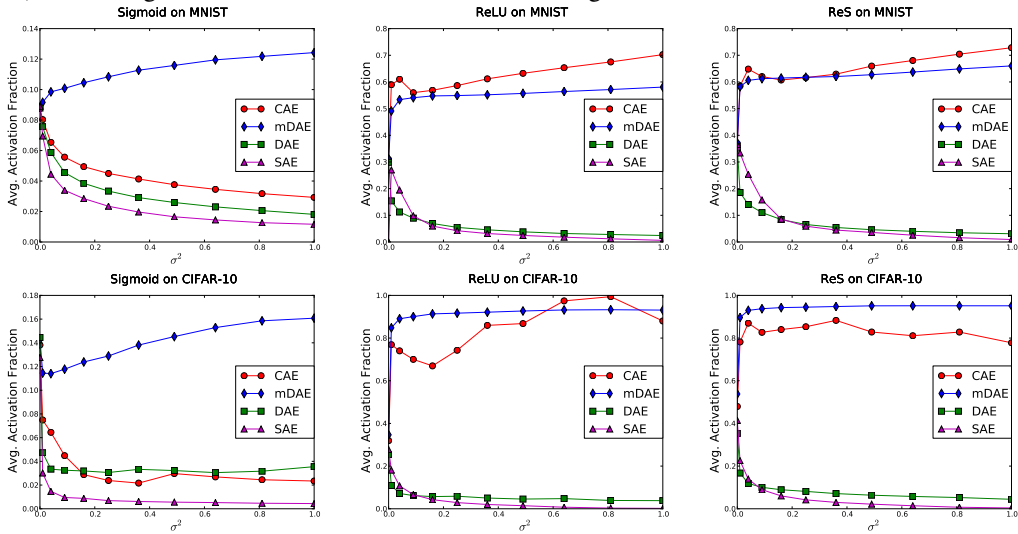 Sigmoid on MNIST
Avg. Activation Fraction
0.14
0.12
0.10
0.08
0.06
0.04
0.02
0.00
0.0 0.2 0.4 0.6 0.8 1.0
σ²
CAE
mDAE
DAE
SAE
ReLU on MNIST
Avg. Activation Fraction
0.8
0.7
0.6
0.5
0.4
0.3
0.2
0.1
0.0
0.0 0.2 0.4 0.6 0.8 1.0
σ²
CAE
mDAE
DAE
SAE
ReS on MNIST
Avg. Activation Fraction
0.8
0.7
0.6
0.5
0.4
0.3
0.2
0.1
0.0
0.0 0.2 0.4 0.6 0.8 1.0
σ²
CAE
mDAE
DAE
SAE
Sigmoid on CIFAR-10
Avg. Activation Fraction
0.18
0.16
0.14
0.12
0.10
0.08
0.06
0.04
0.02
0.00
0.0 0.2 0.4 0.6 0.8 1.0
σ²
CAE
mDAE
DAE
SAE
ReLU on CIFAR-10
Avg. Activation Fraction
1.0
0.8
0.6
0.4
0.2
0.0
0.0 0.2 0.4 0.6 0.8 1.0
σ²
CAE
mDAE
DAE
SAE
ReS on CIFAR-10
Avg. Activation Fraction
1.0
0.8
0.6
0.4
0.2
0.0
0.0 0.2 0.4 0.6 0.8 1.0
σ²
CAE
mDAE
DAE
SAE